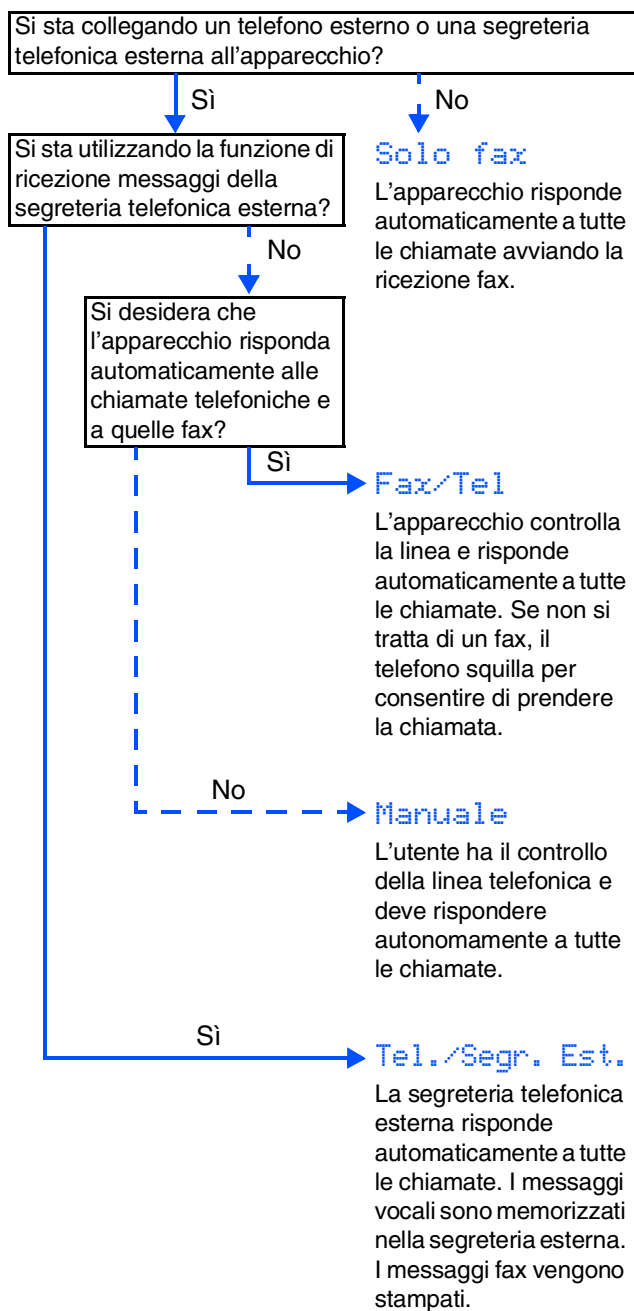 Si sta collegando un telefono esterno o una segreteria
telefonica esterna all'apparecchio?
Sì
No
Si sta utilizzando la funzione di
ricezione messaggi della
segreteria telefonica esterna?
Solo fax
L'apparecchio risponde
automaticamente a tutte
le chiamate avviando la
ricezione fax.
No
Si desidera che
l'apparecchio risponda
automaticamente alle
chiamate telefoniche e
a quelle fax?
Sì
Fax/Tel
L'apparecchio controlla
la linea e risponde
automaticamente a tutte
le chiamate. Se non si
tratta di un fax, il
telefono squilla per
consentire di prendere
la chiamata.
No
Manuale
L'utente ha il controllo
della linea telefonica e
deve rispondere
autonomamente a tutte
le chiamate.
Sì
Tel./Segr. Est.
La segreteria telefonica
esterna risponde
automaticamente a tutte
le chiamate. I messaggi
vocali sono memorizzati
nella segreteria esterna.
I messaggi fax vengono
stampati.